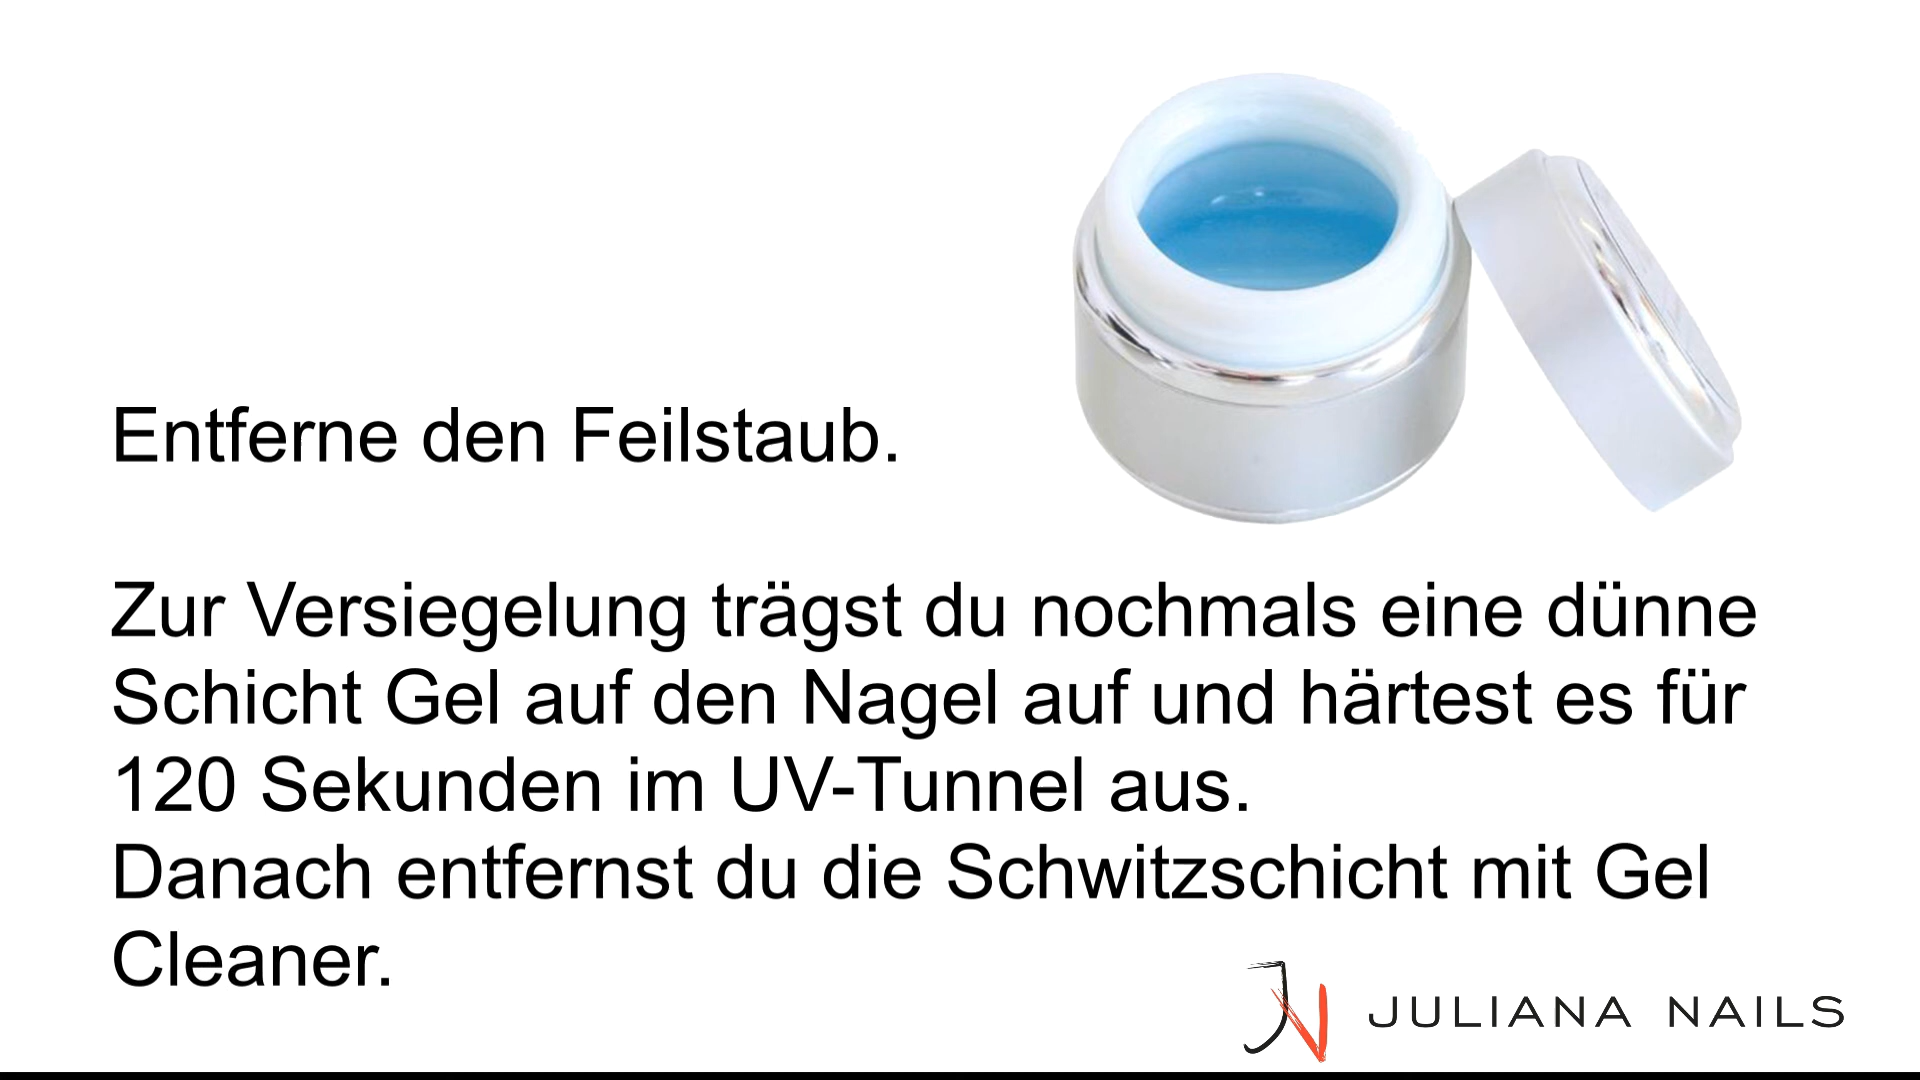 Entferne den Feilstaub.
Zur Versiegelung trägst du nochmals eine dünne
Schicht Gel auf den Nagel auf und härtest es für
120 Sekunden im UV-Tunnel aus.
Danach entfernst du die Schwitzschicht mit Gel
Cleaner.
JN JULIANA NAILS